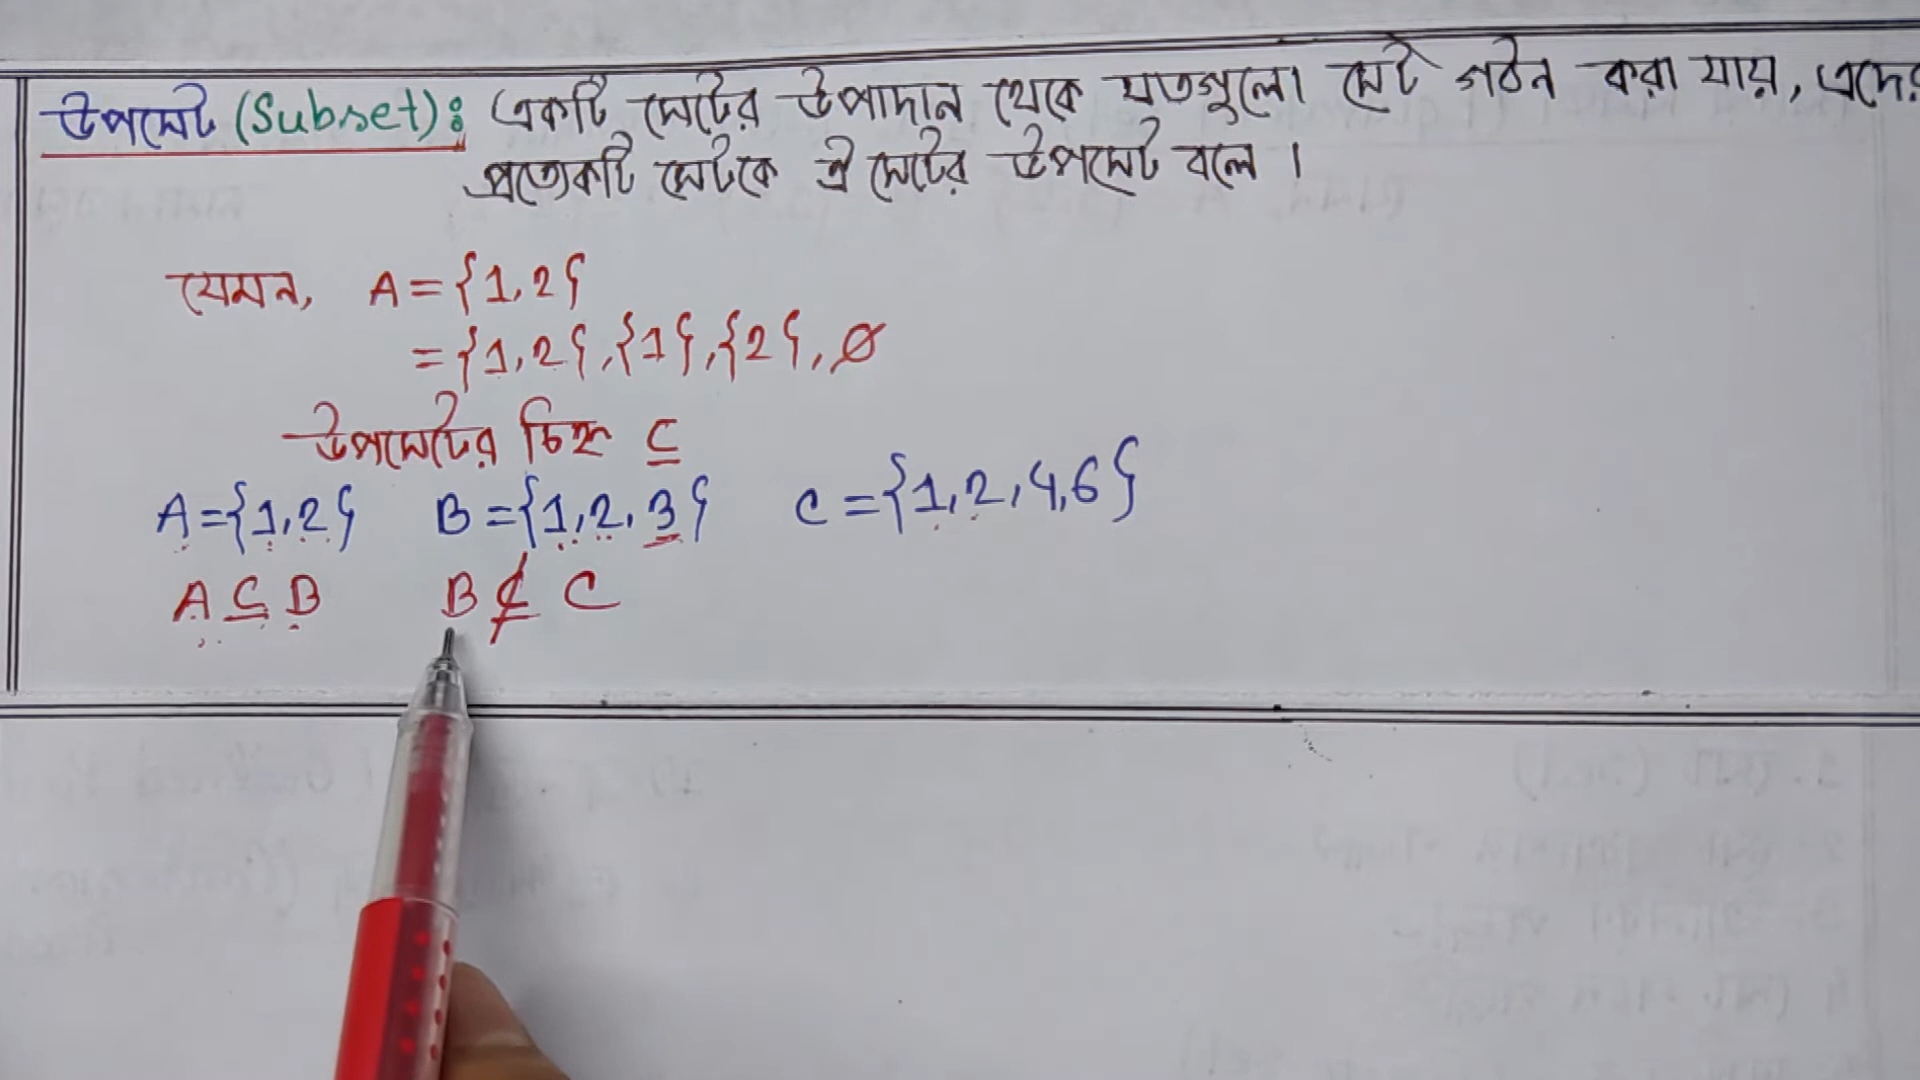 উপসেট (Subset): একটি সেটের উপাদান থেকে যতগুলো সেট গঠন করা যায়, এদের
প্রত্যেকটি সেটকে ঐ সেটের উপসেট বলে।
যেমন, A = {1, 2}
= {1, 2}, {1}, {2}, ∅
উপসেটের চিহ্ন ⊆
A = {1, 2} B = {1, 2, 3} C = {1, 2, 4, 6}
A ⊆ B B ⊈ C